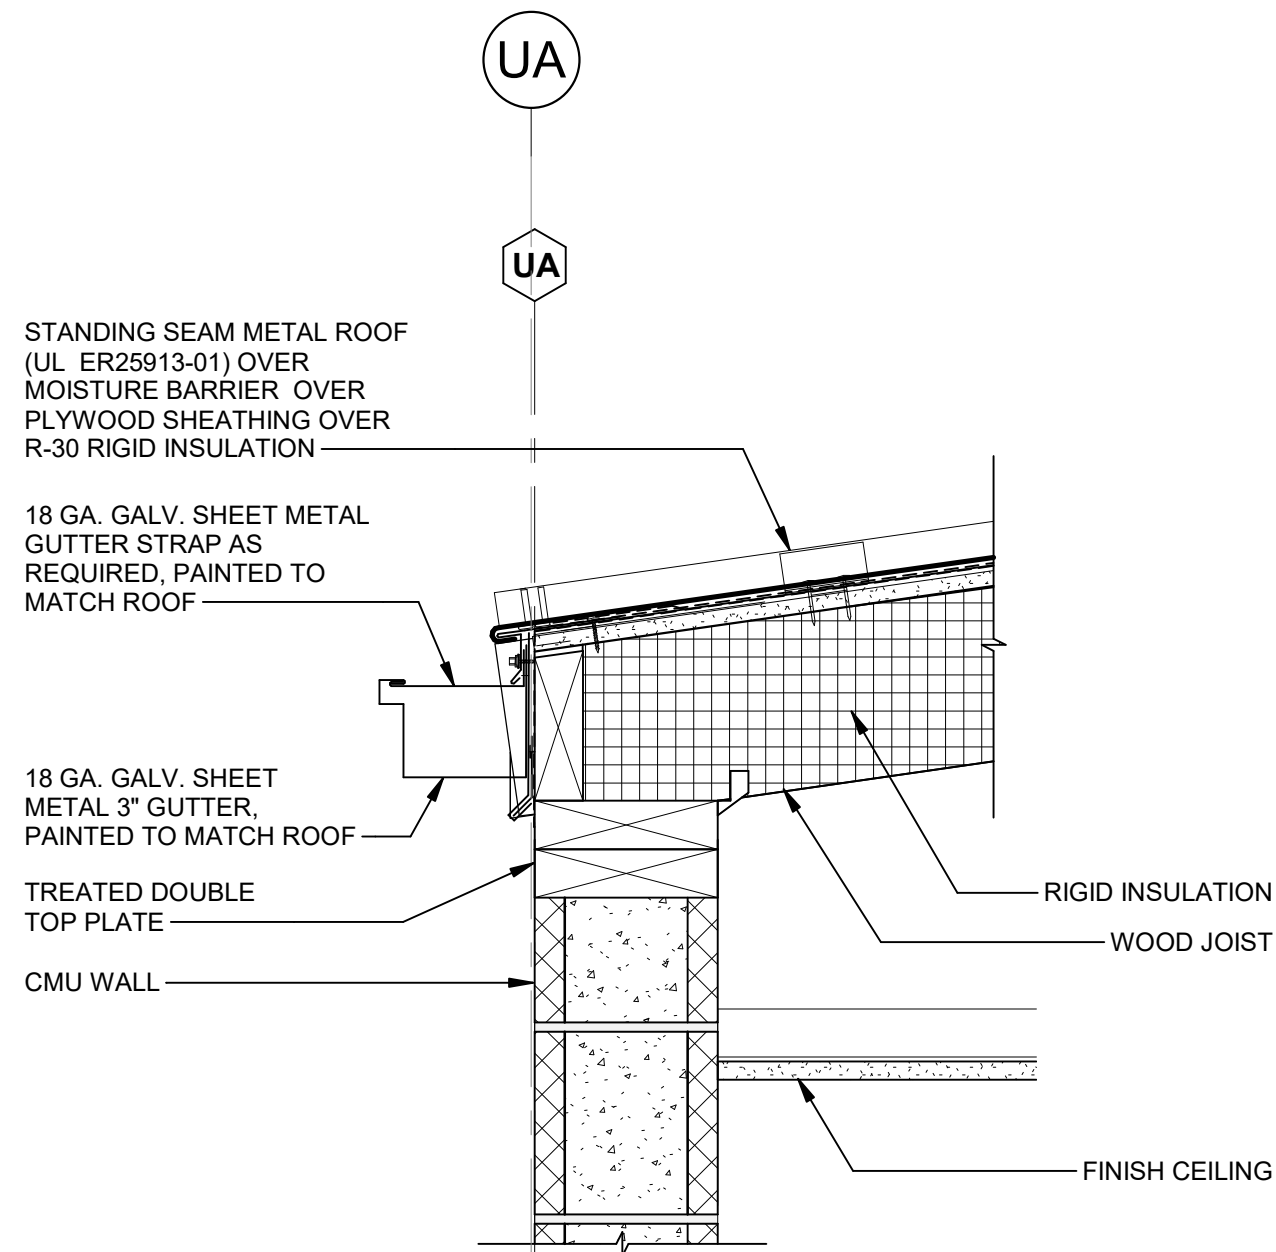 UA
UA
STANDING SEAM METAL ROOF
(UL ER25913-01) OVER
MOISTURE BARRIER OVER
PLYWOOD SHEATHING OVER
R-30 RIGID INSULATION
18 GA. GALV. SHEET METAL
GUTTER STRAP AS
REQUIRED, PAINTED TO
MATCH ROOF
18 GA. GALV. SHEET
METAL 3" GUTTER,
PAINTED TO MATCH ROOF
TREATED DOUBLE
TOP PLATE
CMU WALL
RIGID INSULATION
WOOD JOIST
FINISH CEILING